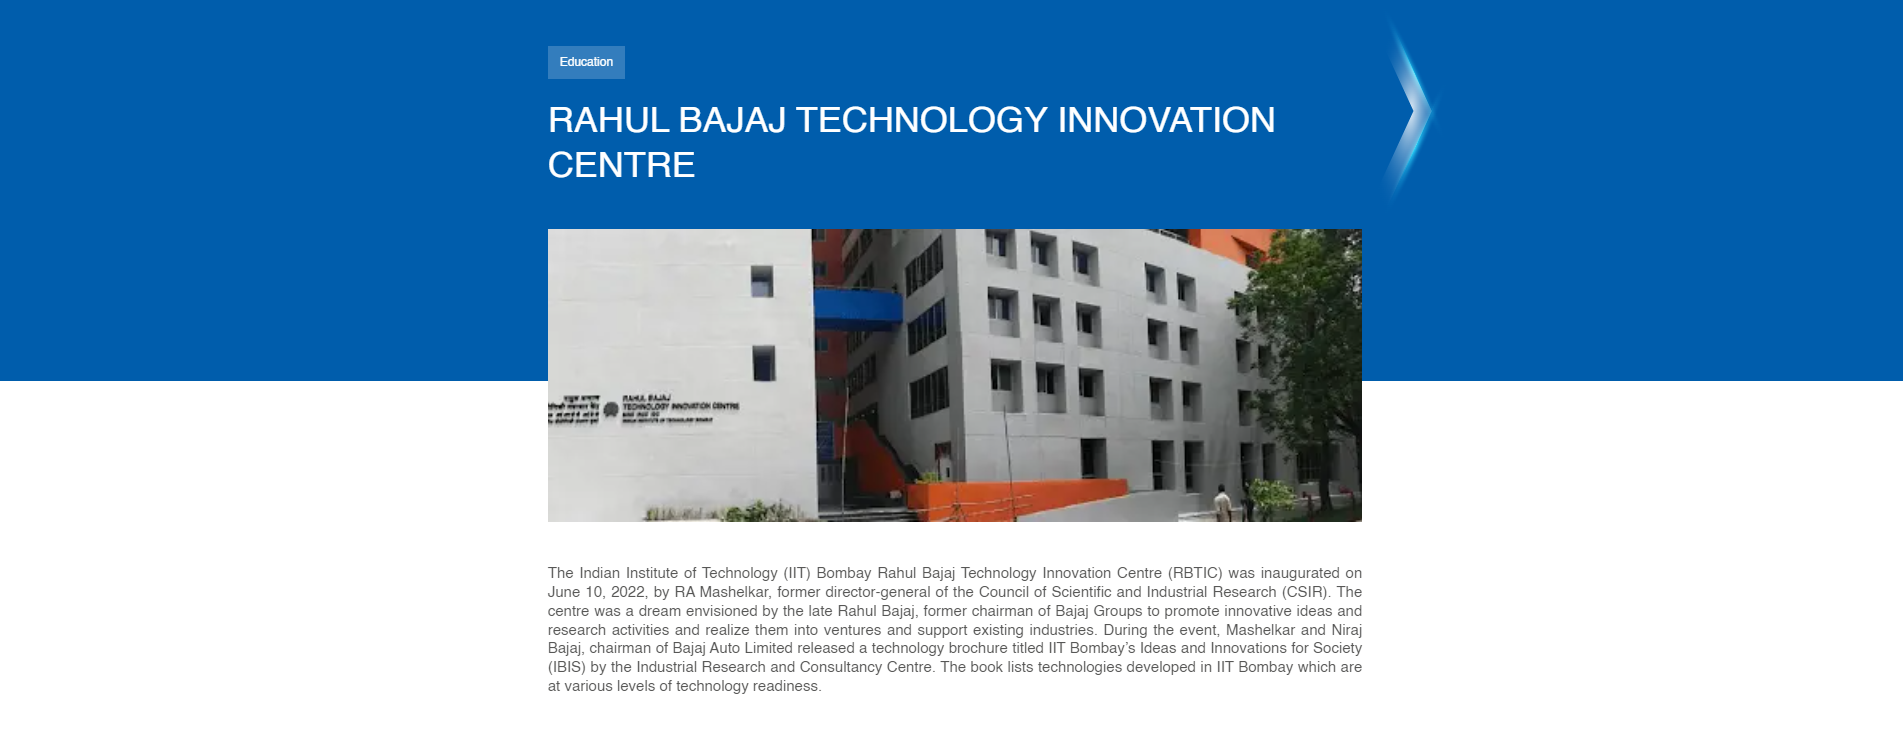 Education
RAHUL BAJAJ TECHNOLOGY INNOVATION
CENTRE
RAHUL BAJAJ
TECHNOLOGY INNOVATION CENTRE
The Indian Institute of Technology (IIT) Bombay Rahul Bajaj Technology Innovation Centre (RBTIC) was inaugurated on
June 10, 2022, by RA Mashelkar, former director-general of the Council of Scientific and Industrial Research (CSIR). The
centre was a dream envisioned by the late Rahul Bajaj, former chairman of Bajaj Groups to promote innovative ideas and
research activities and realize them into ventures and support existing industries. During the event, Mashelkar and Niraj
Bajaj, chairman of Bajaj Auto Limited released a technology brochure titled IIT Bombay’s Ideas and Innovations for Society
(IBIS) by the Industrial Research and Consultancy Centre. The book lists technologies developed in IIT Bombay which are
at various levels of technology readiness.